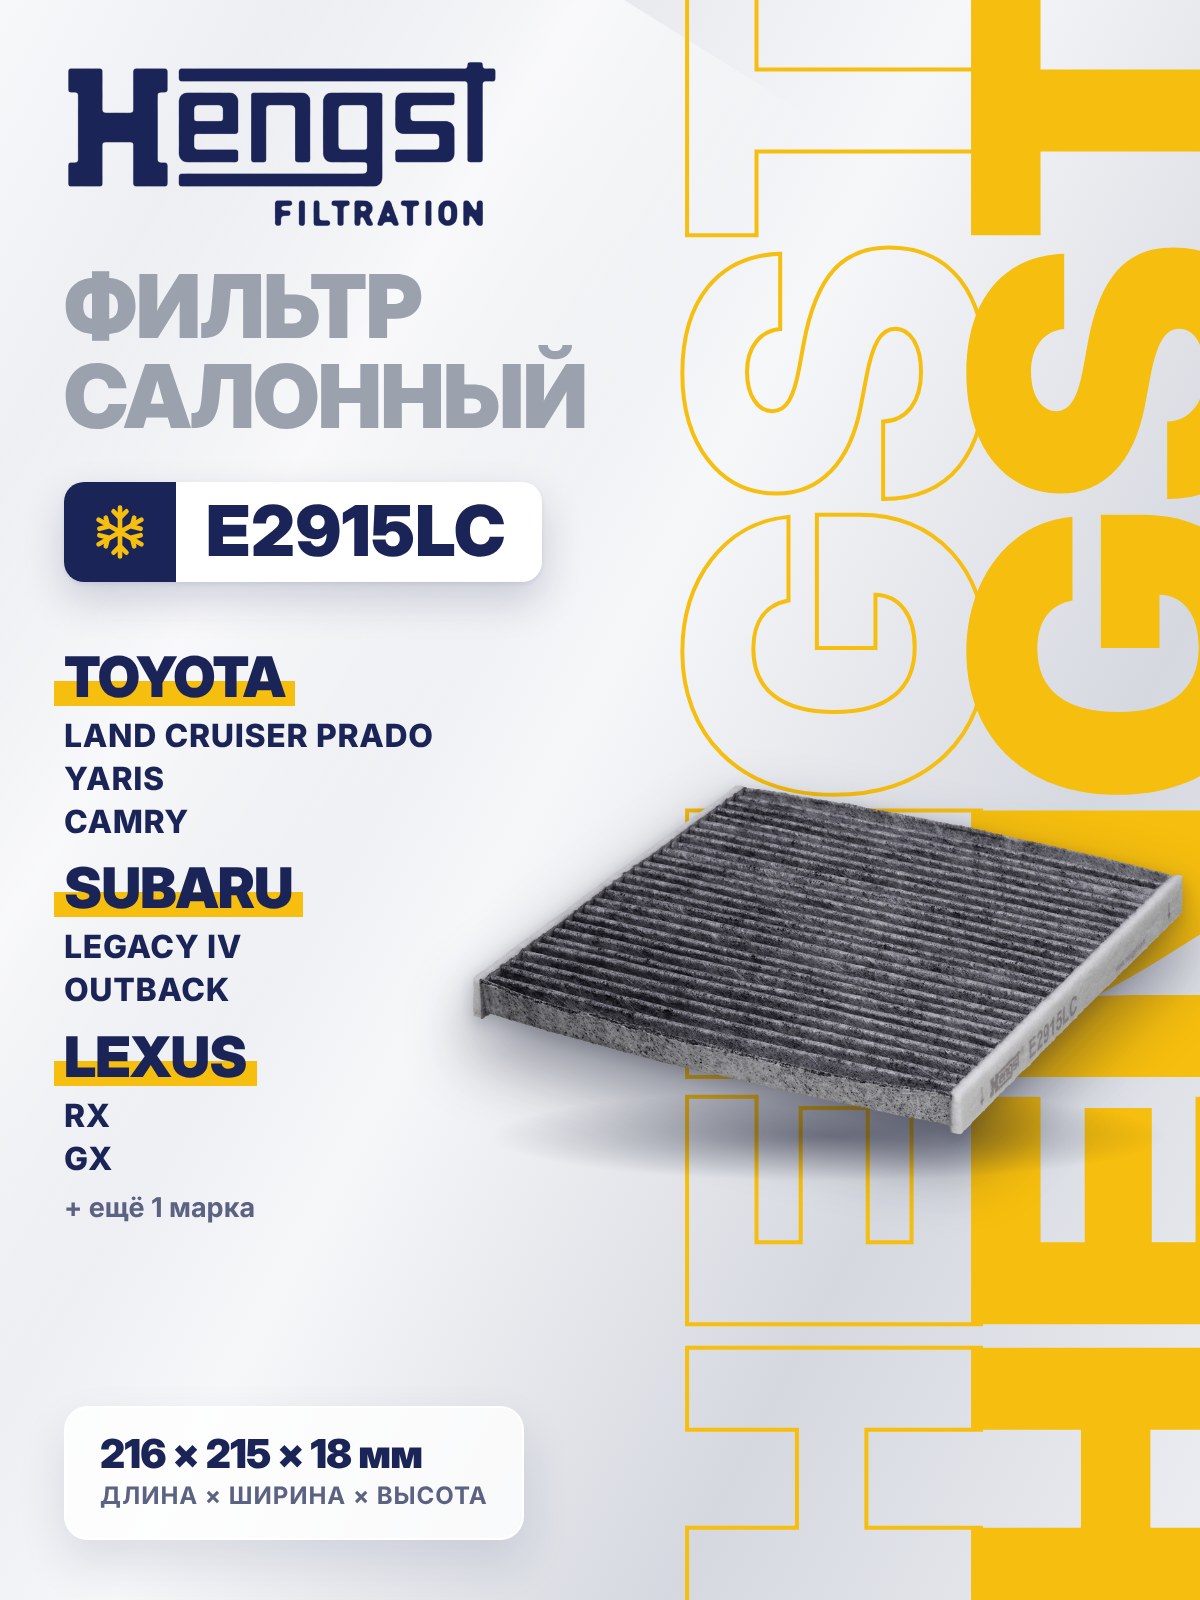 Hengst
FILTRATION
ФИЛЬТР
САЛОННЫЙ
E2915LC
TOYOTA
LAND CRUISER PRADO
YARIS
CAMRY
SUBARU
LEGACY IV
OUTBACK
LEXUS
RX
GX
+ ещё 1 марка
216 × 215 × 18 мм
ДЛИНА × ШИРИНА × ВЫСОТА
HENGST
HENGST
Hengst E2915LC